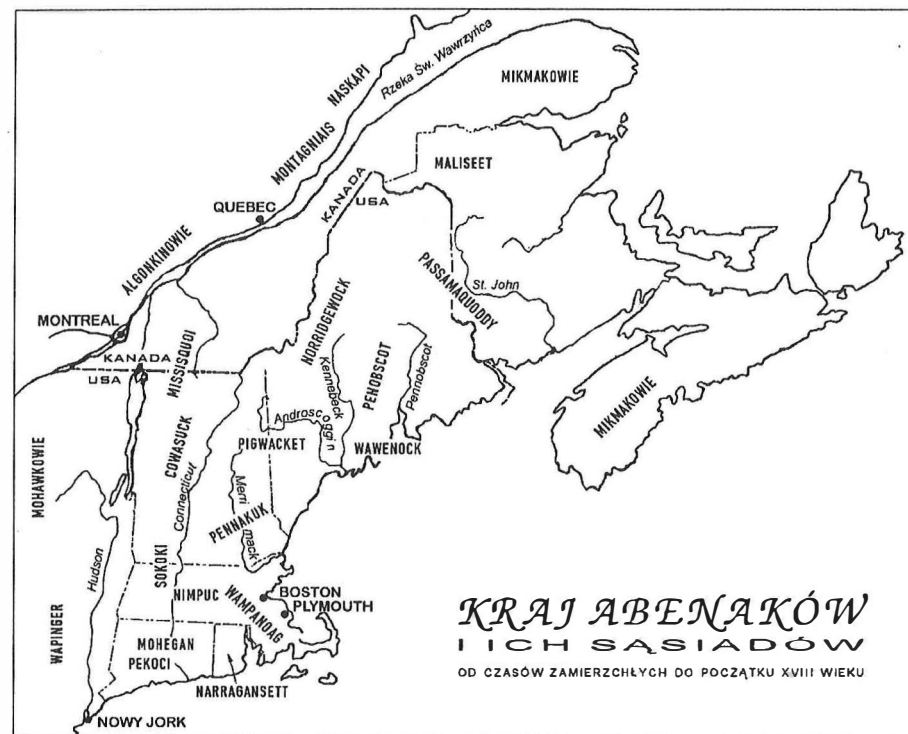 MIKMAKOWIE
Rzeka Św. Wawrzyńca
NASKAPI
MONTAGNIAIS
MALISEET
KANADA
USA
QUEBEC
ALGONKINOWIE
PASSAMAQUODDY
St. John
MONTREAL
KANADA
USA
MISSISQUOI
NORRIDGEWOCK
Kennebeck
PENOBSCOT
Pennobscot
MIKMAKOWIE
Androscoggin
PIGWACKET
WAWENOCK
COWASUCK
Connecticut
MOHAWKOWIE
Merrimack
PENNAKUK
Hudson
SOKOKI
NIMPUC
WAMPANOAG
BOSTON
PLYMOUTH
WAPINGER
MOHEGAN
PEKOCI
NARRAGANSETT
NOWY JORK
KRAJ ABENAKÓW
I ICH SĄSIADÓW
OD CZASÓW ZAMIERZCHŁYCH DO POCZĄTKU XVIII WIEKU